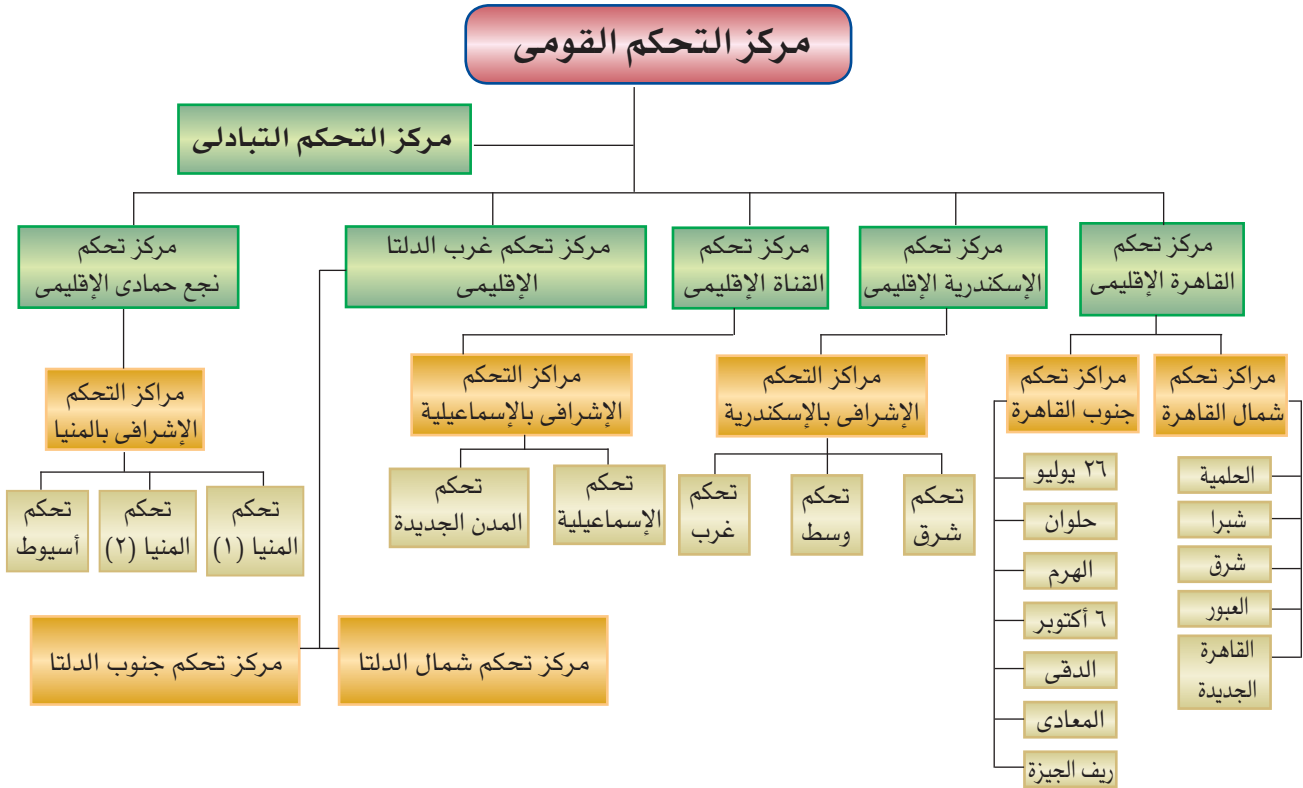 مركز التحكم القومى
مركز التحكم التبادلى
مركز تحكم
القاهرة الإقليمى
مركز تحكم
الإسكندرية الإقليمى
مركز تحكم
القناة الإقليمى
مركز تحكم غرب الدلتا
الإقليمى
مركز تحكم
نجع حمادى الإقليمى
مراكز تحكم
شمال القاهرة
مراكز تحكم
جنوب القاهرة
مراكز التحكم
الإشرافى بالإسكندرية
مراكز التحكم
الإشرافى بالإسماعيلية
مراكز التحكم
الإشرافى بالمنيا
الحلمية
شبرا
شرق
العبور
القاهرة
الجديدة
٢٦ يوليو
حلوان
الهرم
٦ أكتوبر
الدقى
المعادى
ريف الجيزة
تحكم
شرق
تحكم
وسط
تحكم
غرب
تحكم
الإسماعيلية
تحكم
المدن الجديدة
تحكم
المنيا (١)
تحكم
المنيا (٢)
تحكم
أسيوط
مركز تحكم شمال الدلتا
مركز تحكم جنوب الدلتا